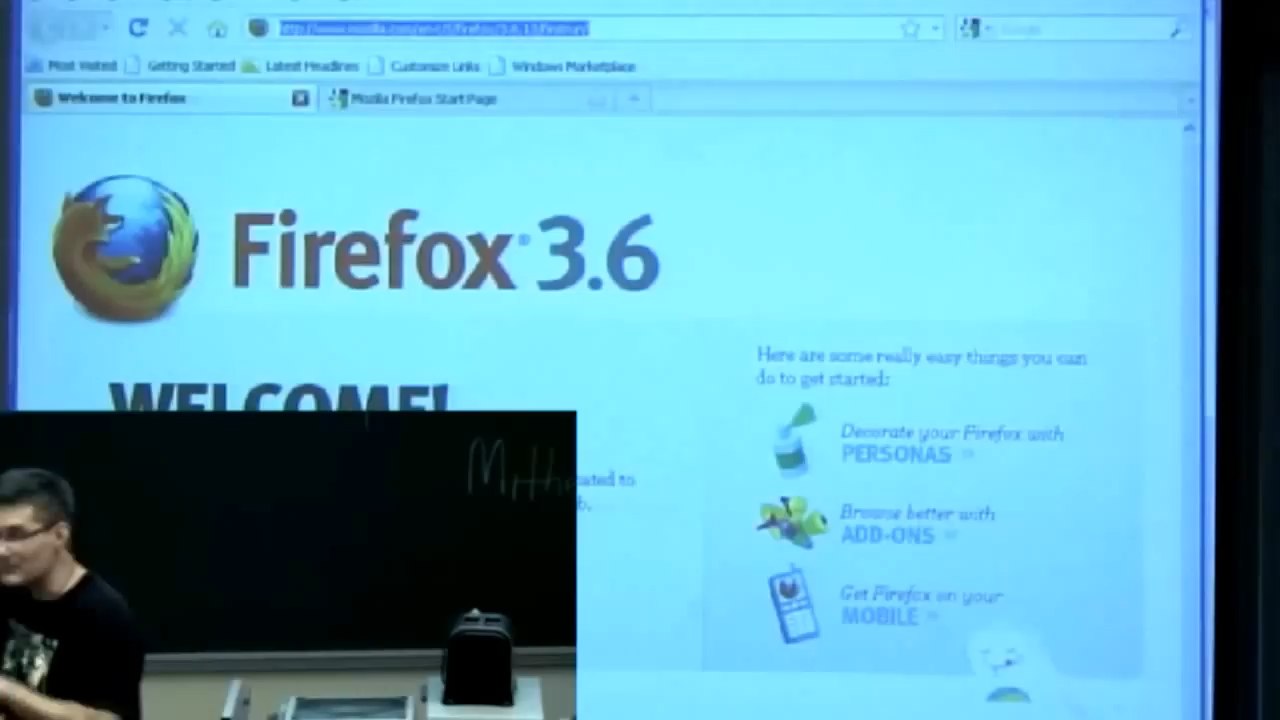 Google
Most Visited Getting Started Latest Headlines Customize Links Windows Marketplace
Welcome to Firefox Mozilla Firefox Start Page
Firefox 3.6
WELCOME!
Here are some really easy things you can
do to get started:
Decorate your Firefox with
PERSONAS »
Browse better with
ADD-ONS »
Get Firefox on your
MOBILE »
to